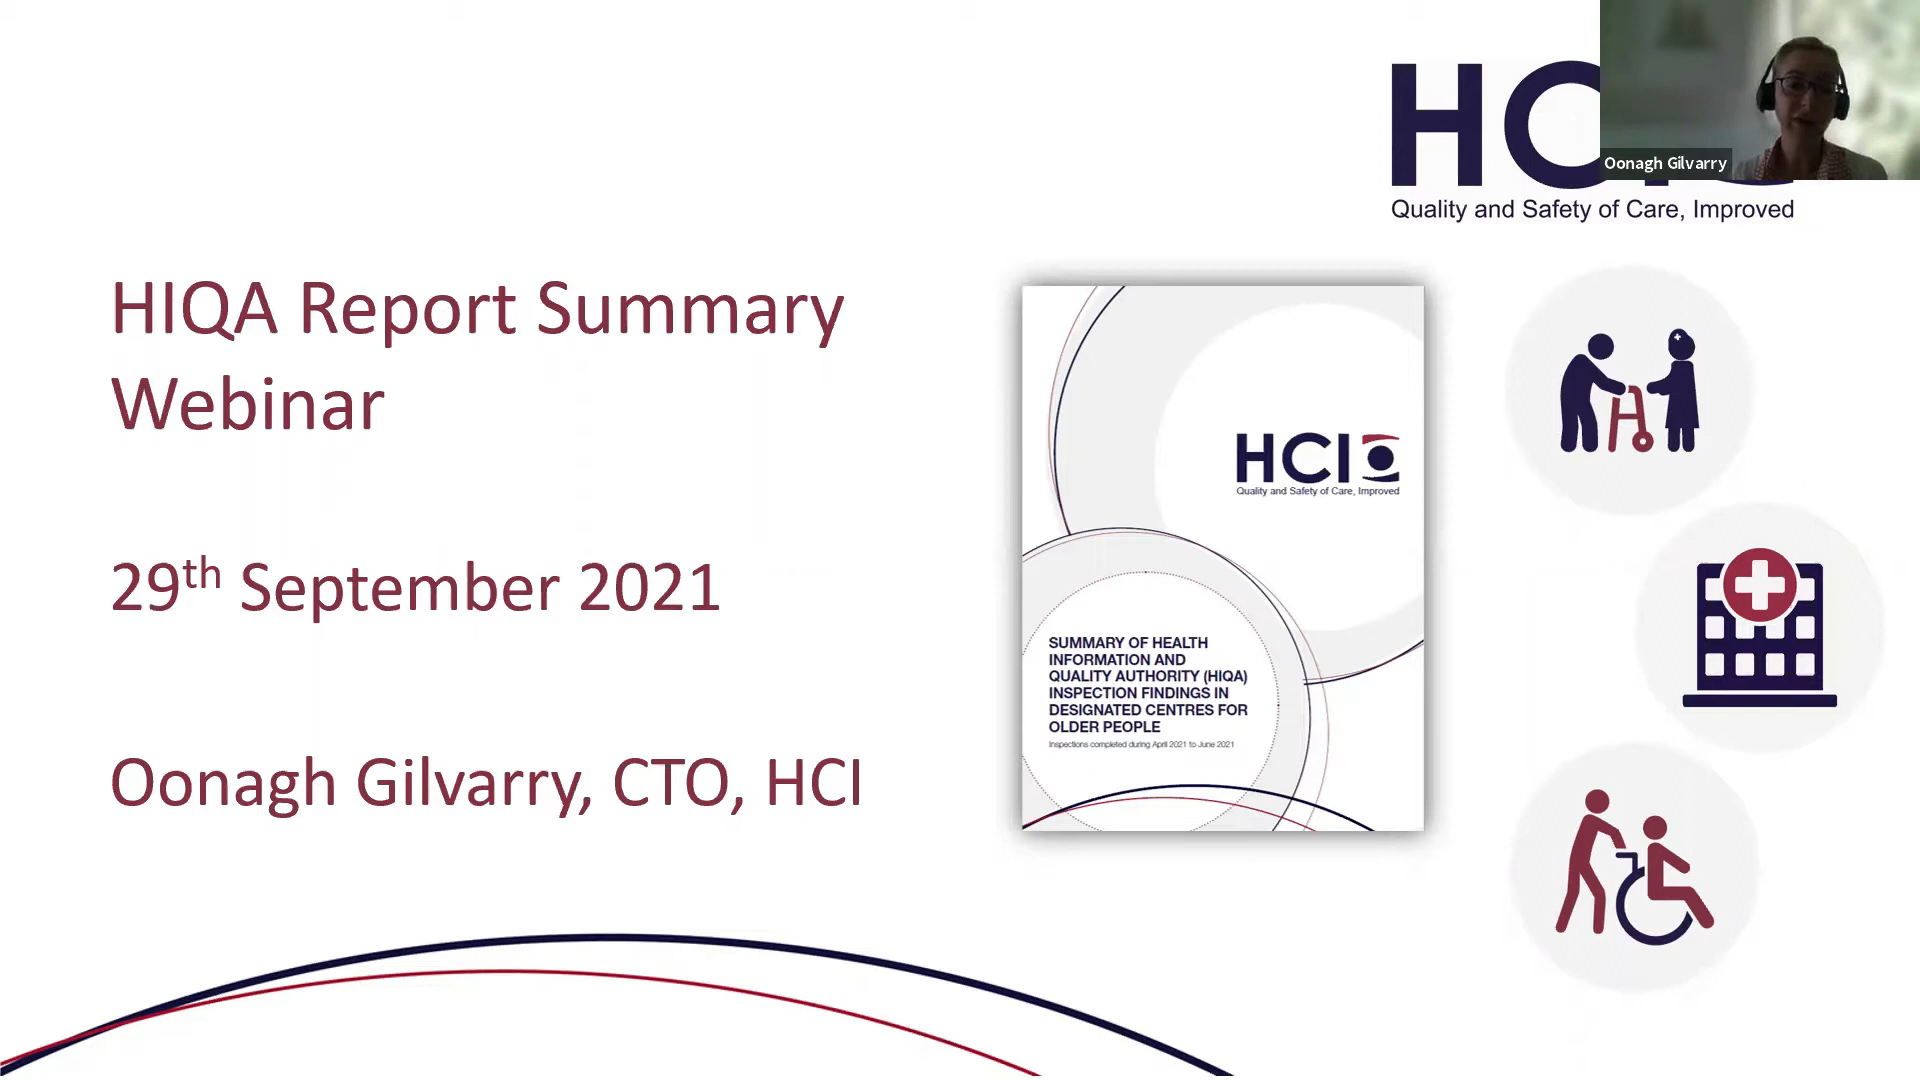 HIQA Report Summary
Webinar
29th September 2021
Oonagh Gilvarry, CTO, HCI
HC
Quality and Safety of Care, Improved
Oonagh Gilvarry
HCI
Quality and Safety of Care, Improved
SUMMARY OF HEALTH
INFORMATION AND
QUALITY AUTHORITY (HIQA)
INSPECTION FINDINGS IN
DESIGNATED CENTRES FOR
OLDER PEOPLE
Inspections completed during April 2021 to June 2021